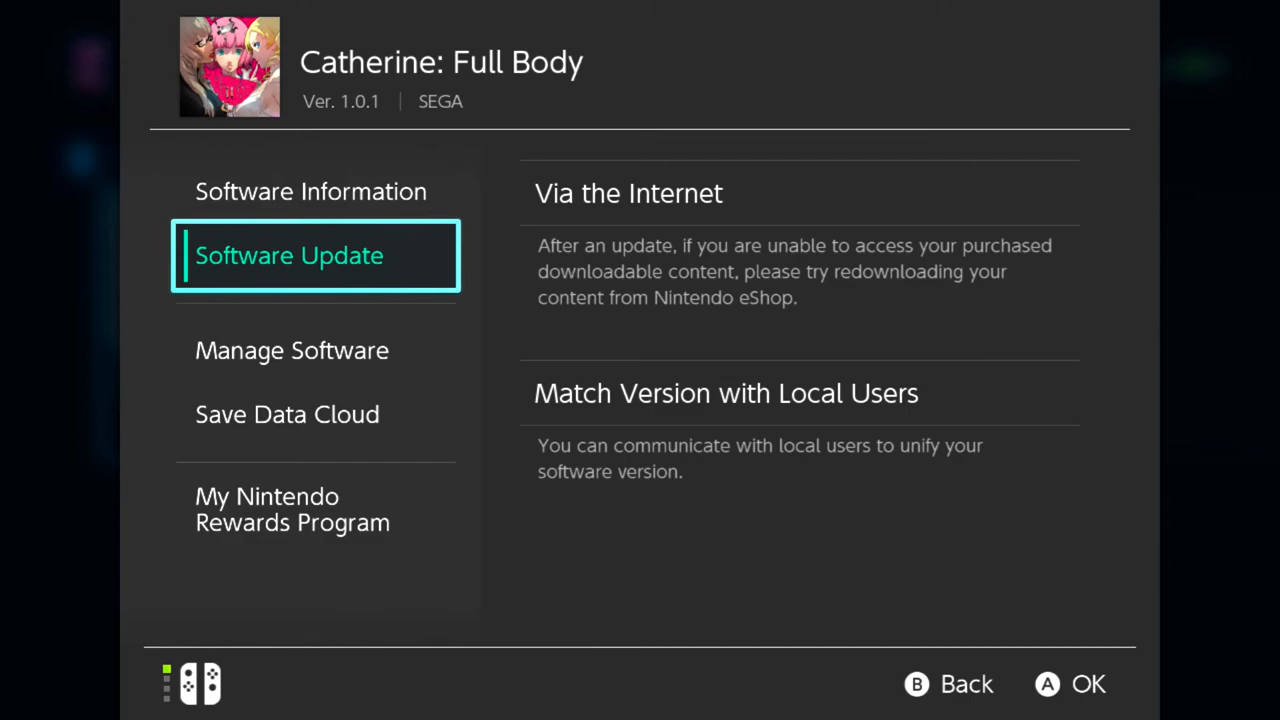 Catherine: Full Body
Ver. 1.0.1 | SEGA
Software Information
Software Update
Manage Software
Save Data Cloud
My Nintendo
Rewards Program
Via the Internet
After an update, if you are unable to access your purchased
downloadable content, please try redownloading your
content from Nintendo eShop.
Match Version with Local Users
You can communicate with local users to unify your
software version.
B Back
A OK